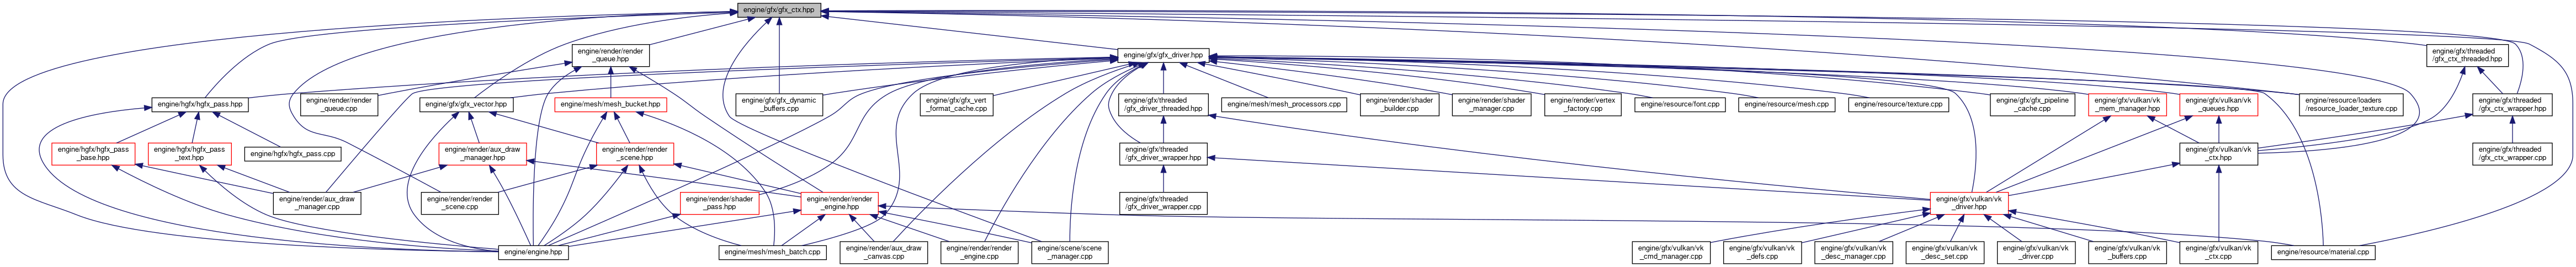 engine/gfx/gfx_ctx.hpp
engine/render/render
_queue.hpp
engine/gfx/gfx_driver.hpp
engine/gfx/threaded
/gfx_ctx_threaded.hpp
engine/hgfx/hgfx_pass.hpp
engine/render/render
_queue.cpp
engine/gfx/gfx_vector.hpp
engine/mesh/mesh_bucket.hpp
engine/gfx/gfx_dynamic
_buffers.cpp
engine/gfx/gfx_vert
_format_cache.cpp
engine/gfx/threaded
/gfx_driver_threaded.hpp
engine/mesh/mesh_processors.cpp
engine/render/shader
_builder.cpp
engine/render/shader
_manager.cpp
engine/render/vertex
_factory.cpp
engine/resource/font.cpp
engine/resource/mesh.cpp
engine/resource/texture.cpp
engine/gfx/gfx_pipeline
_cache.cpp
engine/gfx/vulkan/vk
_mem_manager.hpp
engine/gfx/vulkan/vk
_queues.hpp
engine/resource/loaders
/resource_loader_texture.cpp
engine/gfx/threaded
/gfx_ctx_wrapper.hpp
engine/hgfx/hgfx_pass
_base.hpp
engine/hgfx/hgfx_pass
_text.hpp
engine/hgfx/hgfx_pass.cpp
engine/render/aux_draw
_manager.hpp
engine/render/render
_scene.hpp
engine/gfx/threaded
/gfx_driver_wrapper.hpp
engine/gfx/vulkan/vk
_ctx.hpp
engine/gfx/threaded
/gfx_ctx_wrapper.cpp
engine/render/aux_draw
_manager.cpp
engine/render/render
_scene.cpp
engine/render/shader
_pass.hpp
engine/render/render
_engine.hpp
engine/gfx/threaded
/gfx_driver_wrapper.cpp
engine/gfx/vulkan/vk
_driver.hpp
engine/engine.hpp
engine/mesh/mesh_batch.cpp
engine/render/aux_draw
_canvas.cpp
engine/render/render
_engine.cpp
engine/scene/scene
_manager.cpp
engine/gfx/vulkan/vk
_cmd_manager.cpp
engine/gfx/vulkan/vk
_defs.cpp
engine/gfx/vulkan/vk
_desc_manager.cpp
engine/gfx/vulkan/vk
_desc_set.cpp
engine/gfx/vulkan/vk
_driver.cpp
engine/gfx/vulkan/vk
_buffers.cpp
engine/gfx/vulkan/vk
_ctx.cpp
engine/resource/material.cpp